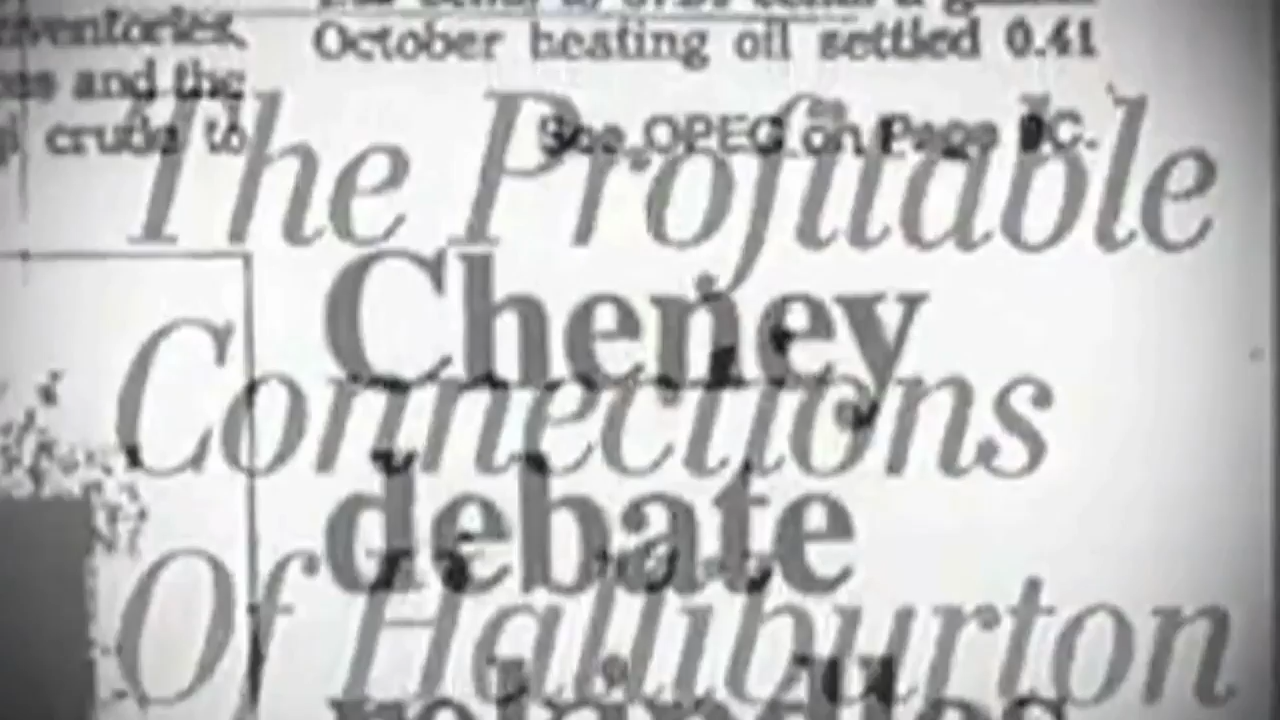 October heating oil settled 0.41
and the
crude to
See OPEC on Page
The Profitable
Cheney
Connections
debate
Of Halliburton